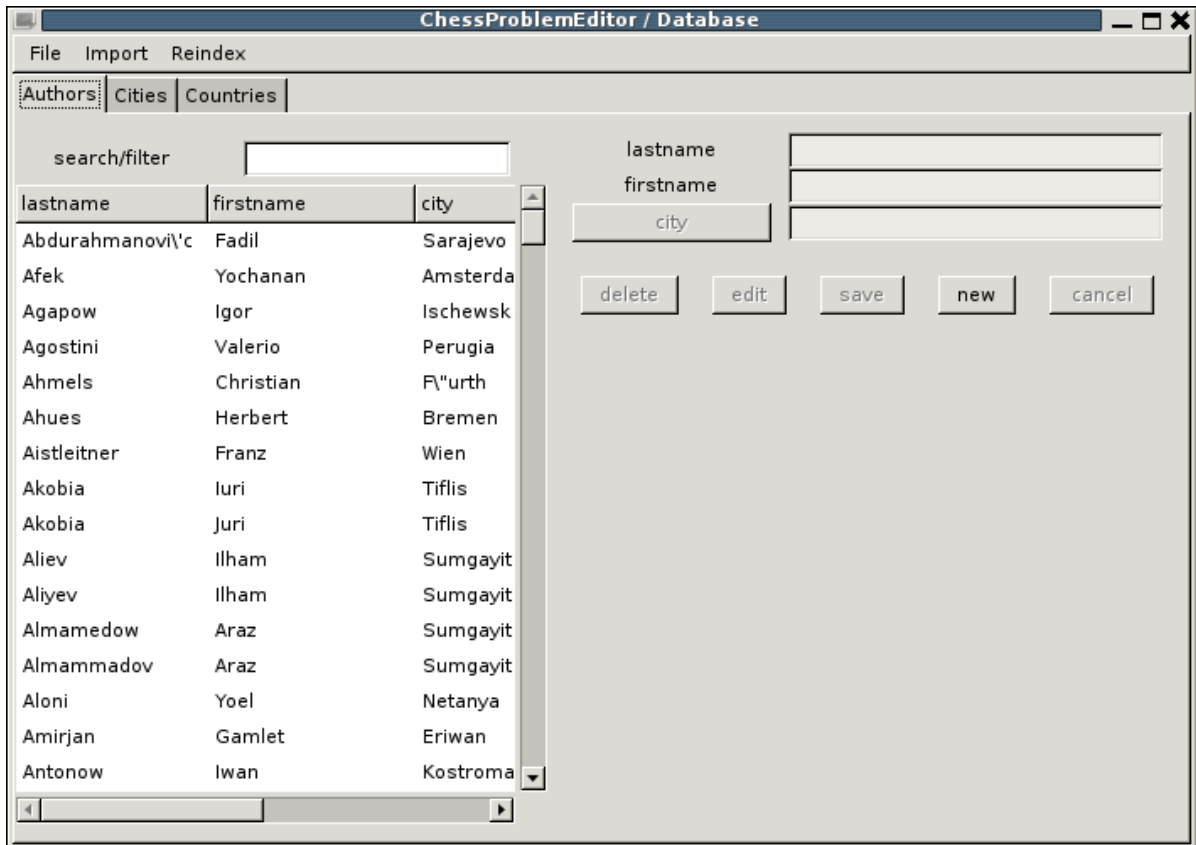 ChessProblemEditor / Database
File Import Reindex
Authors Cities Countries
search/filter
lastname firstname city
Abdurahmanovi\'c Fadil Sarajevo
Afek Yochanan Amsterda
Agapow Igor Ischewsk
Agostini Valerio Perugia
Ahmels Christian F\"urth
Ahues Herbert Bremen
Aistleitner Franz Wien
Akobia Iuri Tiflis
Akobia Juri Tiflis
Aliev Ilham Sumgayit
Aliyev Ilham Sumgayit
Almamedow Araz Sumgayit
Almammadov Araz Sumgayit
Aloni Yoel Netanya
Amirjan Gamlet Eriwan
Antonow Iwan Kostroma
lastname
firstname
city
delete edit save new cancel